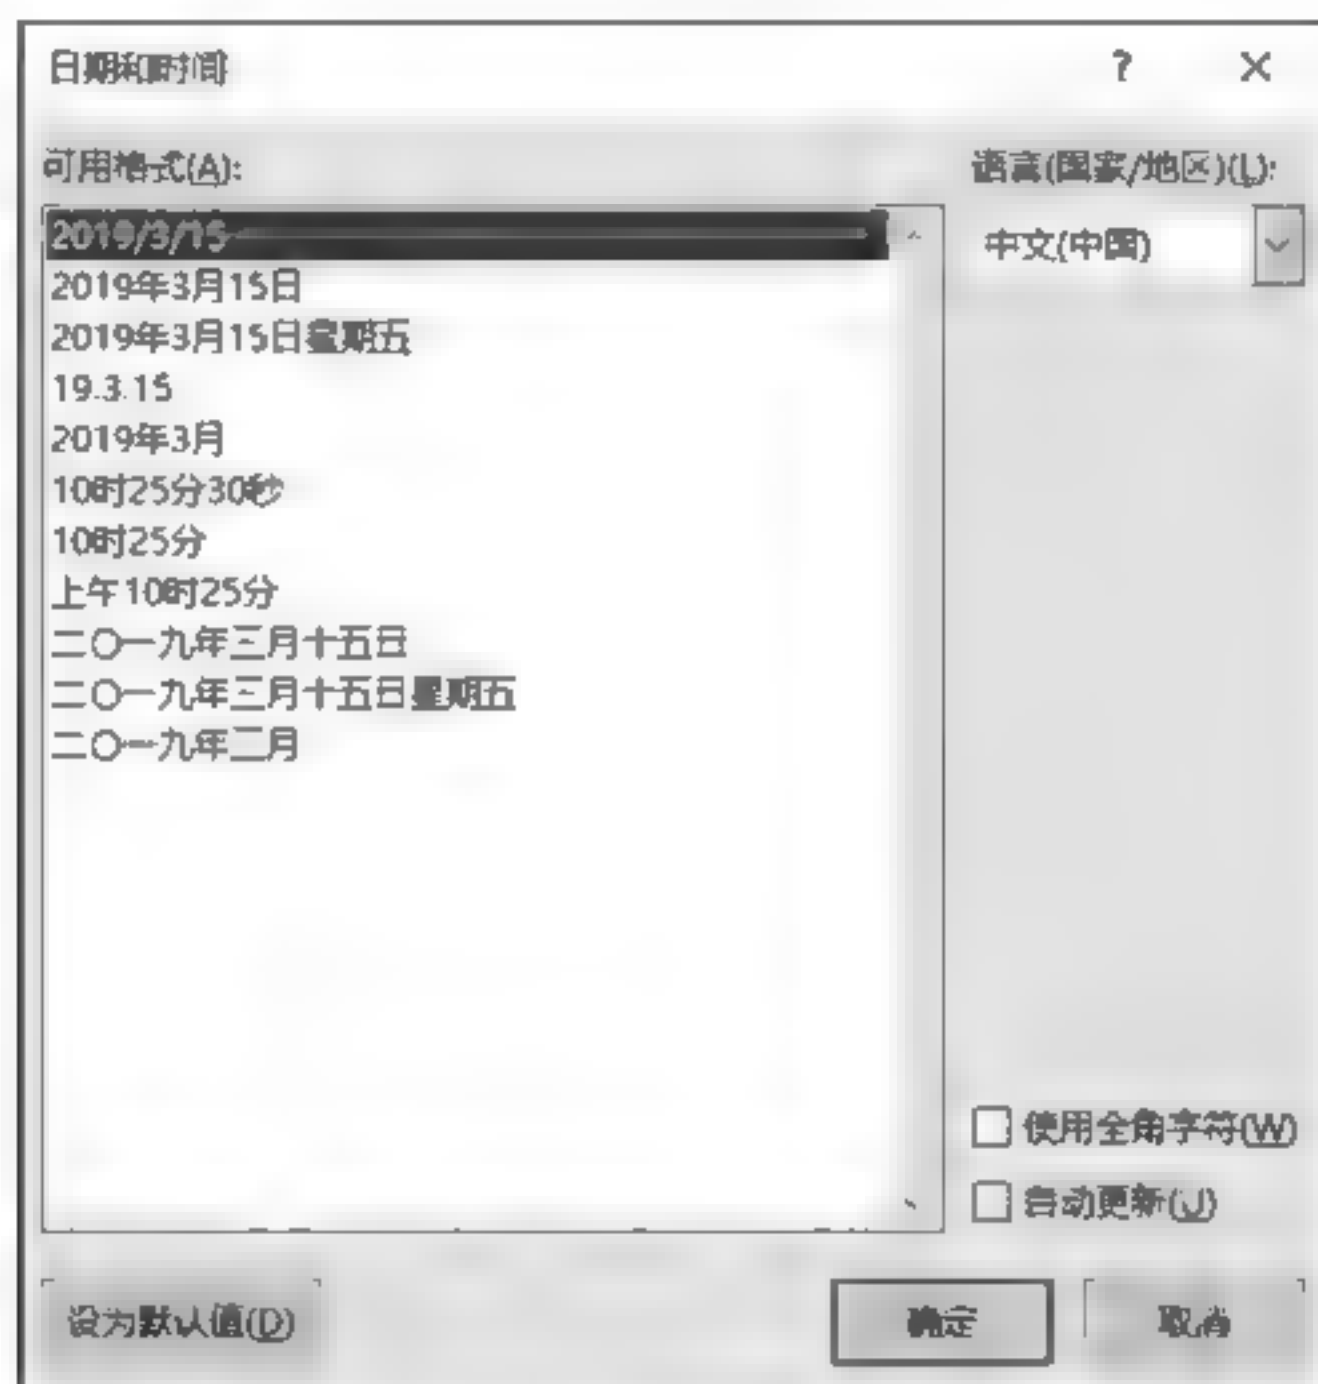 日期和时间
?
×
可用格式(A):
语言(国家/地区)(L):
2019/3/15
中文(中国)
2019年3月15日
2019年3月15日星期五
19.3.15
2019年3月
10时25分30秒
10时25分
上午10时25分
二〇一九年三月十五日
二〇一九年三月十五日星期五
二〇一九年三月
使用全角字符(W)
自动更新(U)
设为默认值(D)
确定
取消